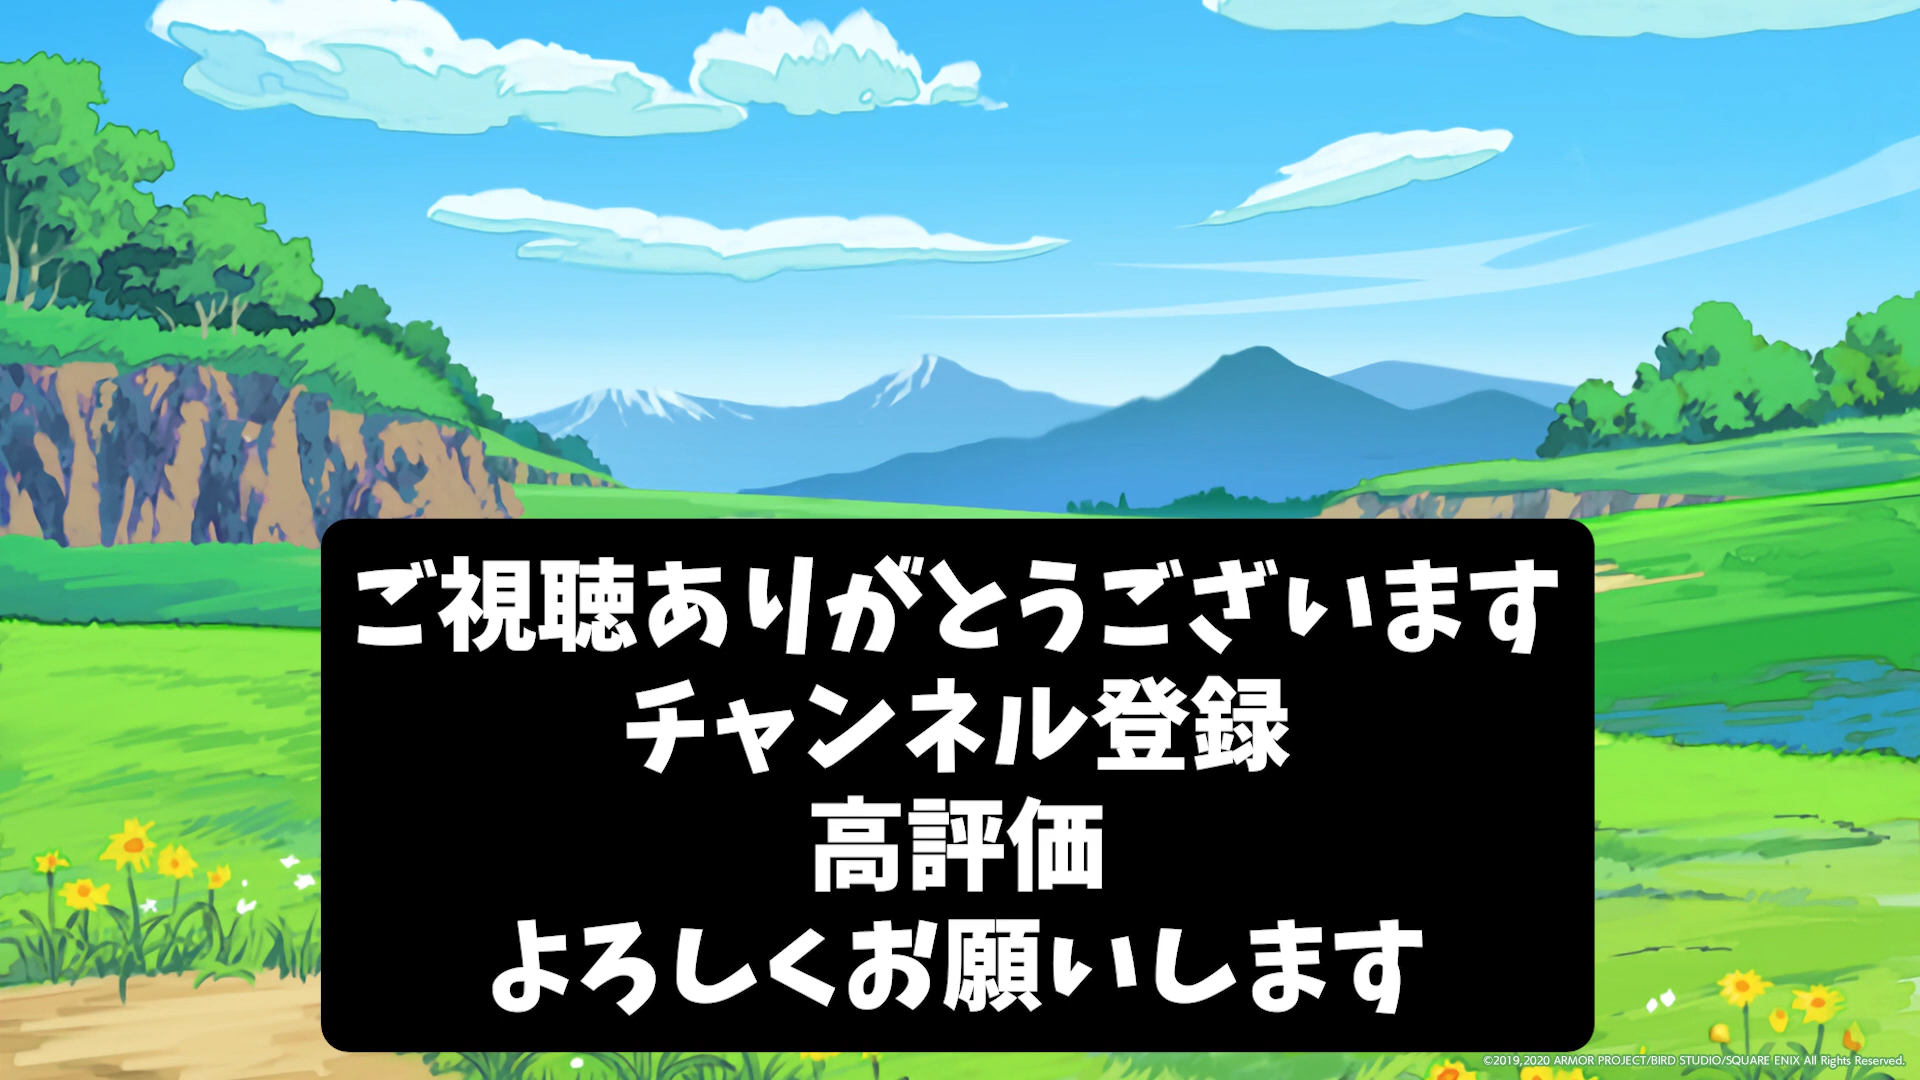 ご視聴ありがとうございます
チャンネル登録
高評価
よろしくお願いします
©2019,2020 ARMOR PROJECT/BIRD STUDIO/SQUARE ENIX All Rights Reserved.